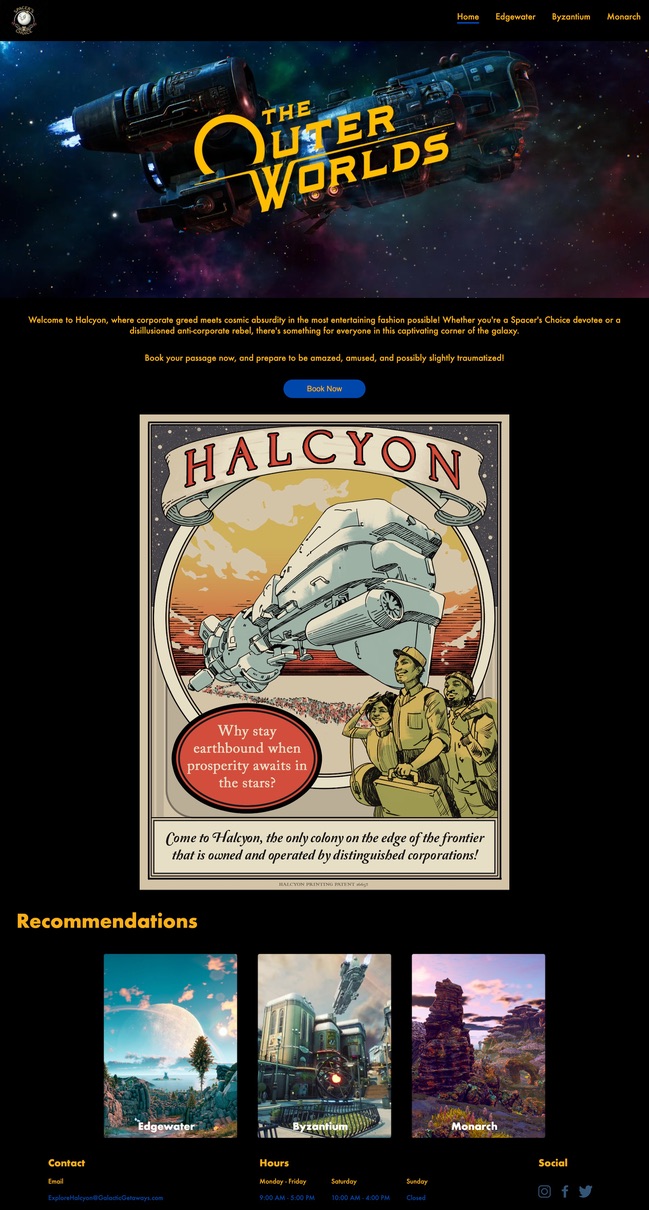 SPACER'S
CHOICE
Home Edgewater Byzantium Monarch
THE
OUTER
WORLDS
Welcome to Halcyon, where corporate greed meets cosmic absurdity in the most entertaining fashion possible! Whether you're a Spacer's Choice devotee or a
disillusioned anti-corporate rebel, there's something for everyone in this captivating corner of the galaxy.
Book your passage now, and prepare to be amazed, amused, and possibly slightly traumatized!
Book Now
HALCYON
Why stay
earthbound when
prosperity awaits in
the stars?
Come to Halcyon, the only colony on the edge of the frontier
that is owned and operated by distinguished corporations!
HALCYON PRINTING PATENT
Recommendations
Edgewater
Byzantium
Monarch
Contact
Email
ExploreHalcyon@GalacticGetaways.com
Hours
Monday - Friday Saturday Sunday
9:00 AM - 5:00 PM 10:00 AM - 4:00 PM Closed
Social